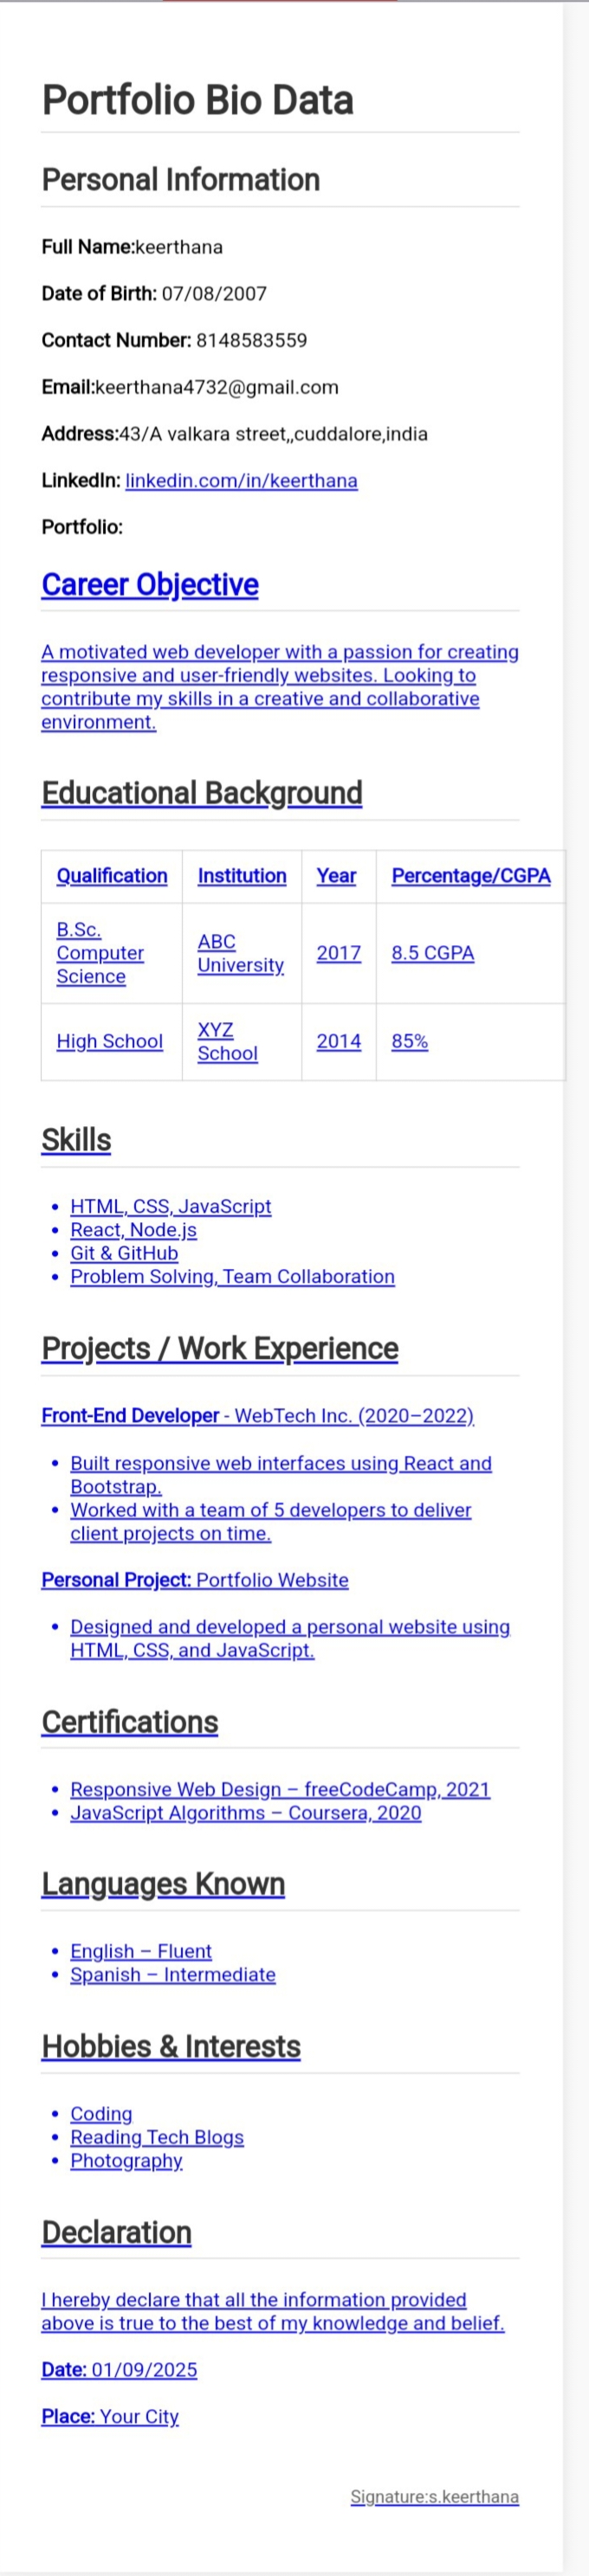 Portfolio Bio Data
Personal Information
Full Name:keerthana
Date of Birth: 07/08/2007
Contact Number: 8148583559
Email:keerthana4732@gmail.com
Address:43/A valkara street,,cuddalore,india
LinkedIn: linkedin.com/in/keerthana
Portfolio:
Career Objective
A motivated web developer with a passion for creating
responsive and user-friendly websites. Looking to
contribute my skills in a creative and collaborative
environment.
Educational Background
Qualification Institution Year Percentage/CGPA
B.Sc.
Computer
Science
ABC
University
2017
8.5 CGPA
High School
XYZ
School
2014
85%
Skills
• HTML, CSS, JavaScript
• React, Node.js
• Git & GitHub
• Problem Solving, Team Collaboration
Projects / Work Experience
Front-End Developer - WebTech Inc. (2020–2022)
• Built responsive web interfaces using React and
Bootstrap.
• Worked with a team of 5 developers to deliver
client projects on time.
Personal Project: Portfolio Website
• Designed and developed a personal website using
HTML, CSS, and JavaScript.
Certifications
• Responsive Web Design – freeCodeCamp, 2021
• JavaScript Algorithms – Coursera, 2020
Languages Known
• English – Fluent
• Spanish – Intermediate
Hobbies & Interests
• Coding
• Reading Tech Blogs
• Photography
Declaration
I hereby declare that all the information provided
above is true to the best of my knowledge and belief.
Date: 01/09/2025
Place: Your City
Signature:s.keerthana